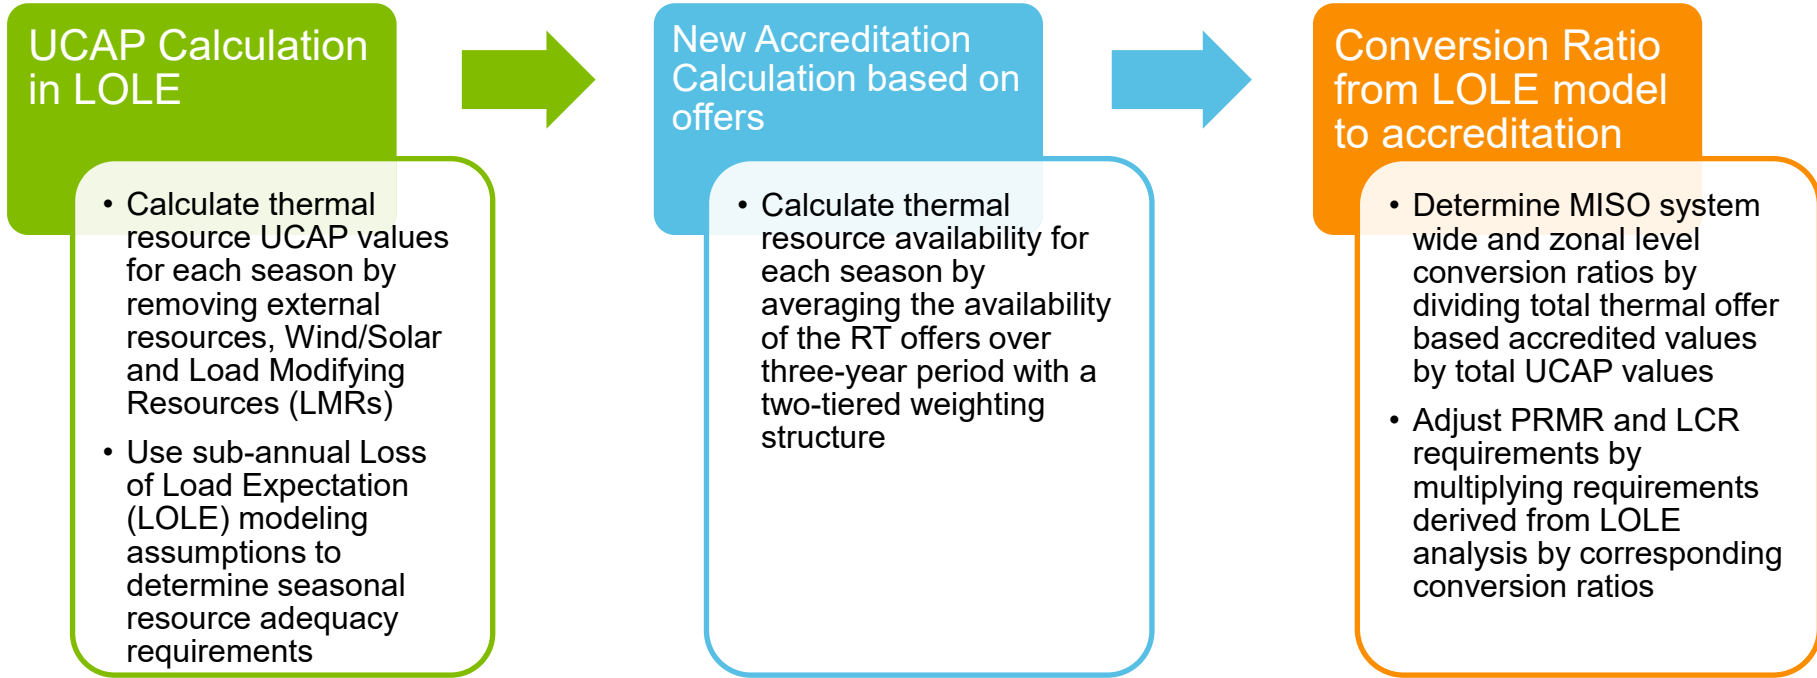 UCAP Calculation
in LOLE
• Calculate thermal
resource UCAP values
for each season by
removing external
resources, Wind/Solar
and Load Modifying
Resources (LMRs)
• Use sub-annual Loss
of Load Expectation
(LOLE) modeling
assumptions to
determine seasonal
resource adequacy
requirements
New Accreditation
Calculation based on
offers
• Calculate thermal
resource availability for
each season by
averaging the availability
of the RT offers over
three-year period with a
two-tiered weighting
structure
Conversion Ratio
from LOLE model
to accreditation
• Determine MISO system
wide and zonal level
conversion ratios by
dividing total thermal offer
based accredited values
by total UCAP values
• Adjust PRMR and LCR
requirements by
multiplying requirements
derived from LOLE
analysis by corresponding
conversion ratios